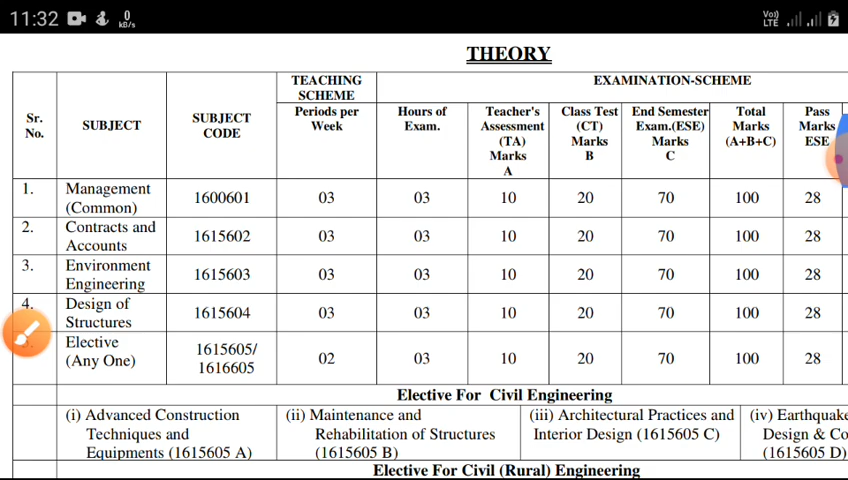 11:32 0 KB/s Vo)) LTE
THEORY
Sr. No. SUBJECT SUBJECT CODE TEACHING SCHEME EXAMINATION-SCHEME
Periods per Week Hours of Exam. Teacher's Assessment (TA) Marks A Class Test (CT) Marks B End Semester Exam.(ESE) Marks C Total Marks (A+B+C) Pass Marks ESE
1. Management (Common) 1600601 03 03 10 20 70 100 28
2. Contracts and Accounts 1615602 03 03 10 20 70 100 28
3. Environment Engineering 1615603 03 03 10 20 70 100 28
4. Design of Structures 1615604 03 03 10 20 70 100 28
Elective (Any One) 1615605/ 1616605 02 03 10 20 70 100 28
Elective For Civil Engineering
(i) Advanced Construction Techniques and Equipments (1615605 A) (ii) Maintenance and Rehabilitation of Structures (1615605 B) (iii) Architectural Practices and Interior Design (1615605 C) (iv) Earthquake Design & Co (1615605 D)
Elective For Civil (Rural) Engineering